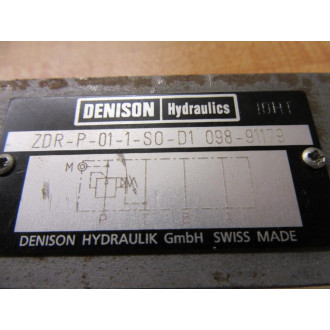 DENISON Hydraulics
ZDR-P-01-1-S0-D1 098-91179
M
P
DENISON HYDRAULIK GmbH SWISS MADE